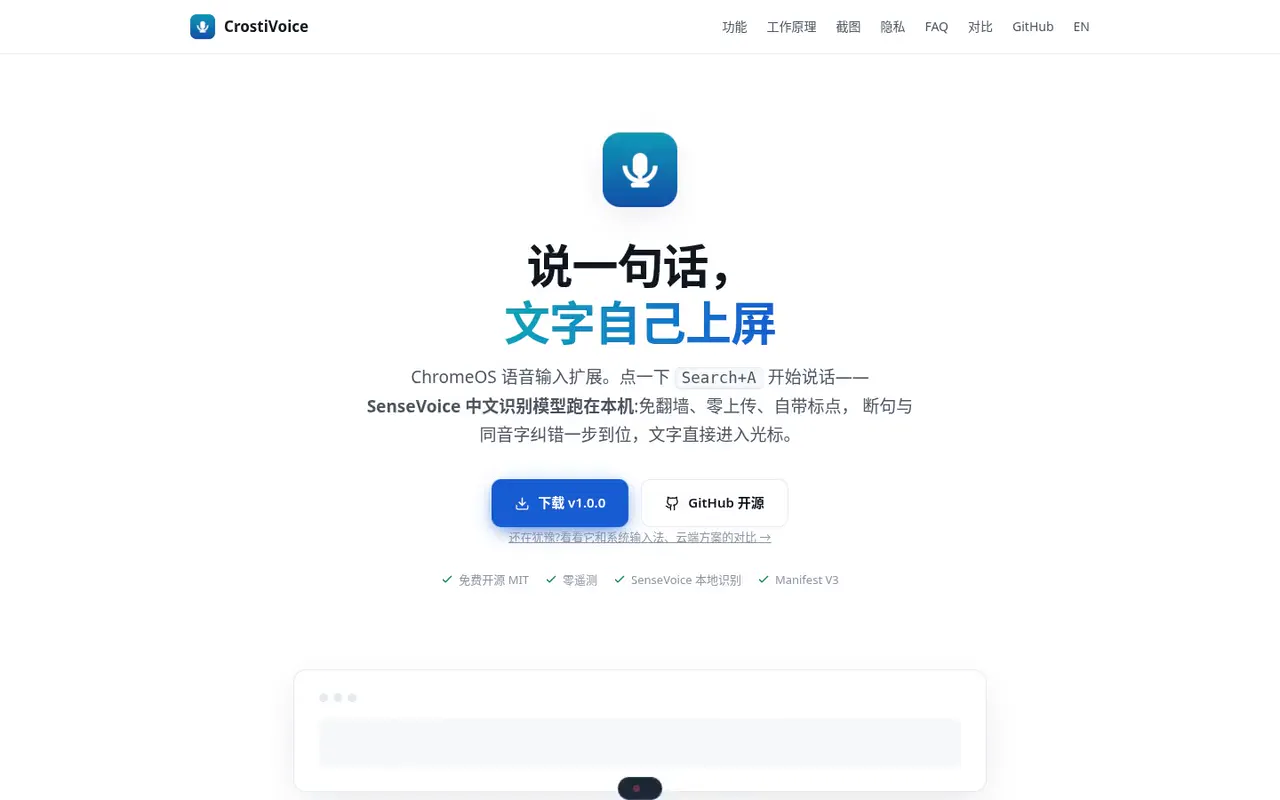 CrostiVoice
功能 工作原理 截图 隐私 FAQ 对比 GitHub EN
说一句话，
文字自己上屏
ChromeOS 语音输入扩展。点一下 Search+A 开始说话——
SenseVoice 中文识别模型跑在本机:免翻墙、零上传、自带标点， 断句与
同音字纠错一步到位，文字直接进入光标。
下载 v1.0.0
GitHub 开源
还在犹豫?看看它和系统输入法、云端方案的对比 →
免费开源 MIT 零遥测 SenseVoice 本地识别 Manifest V3